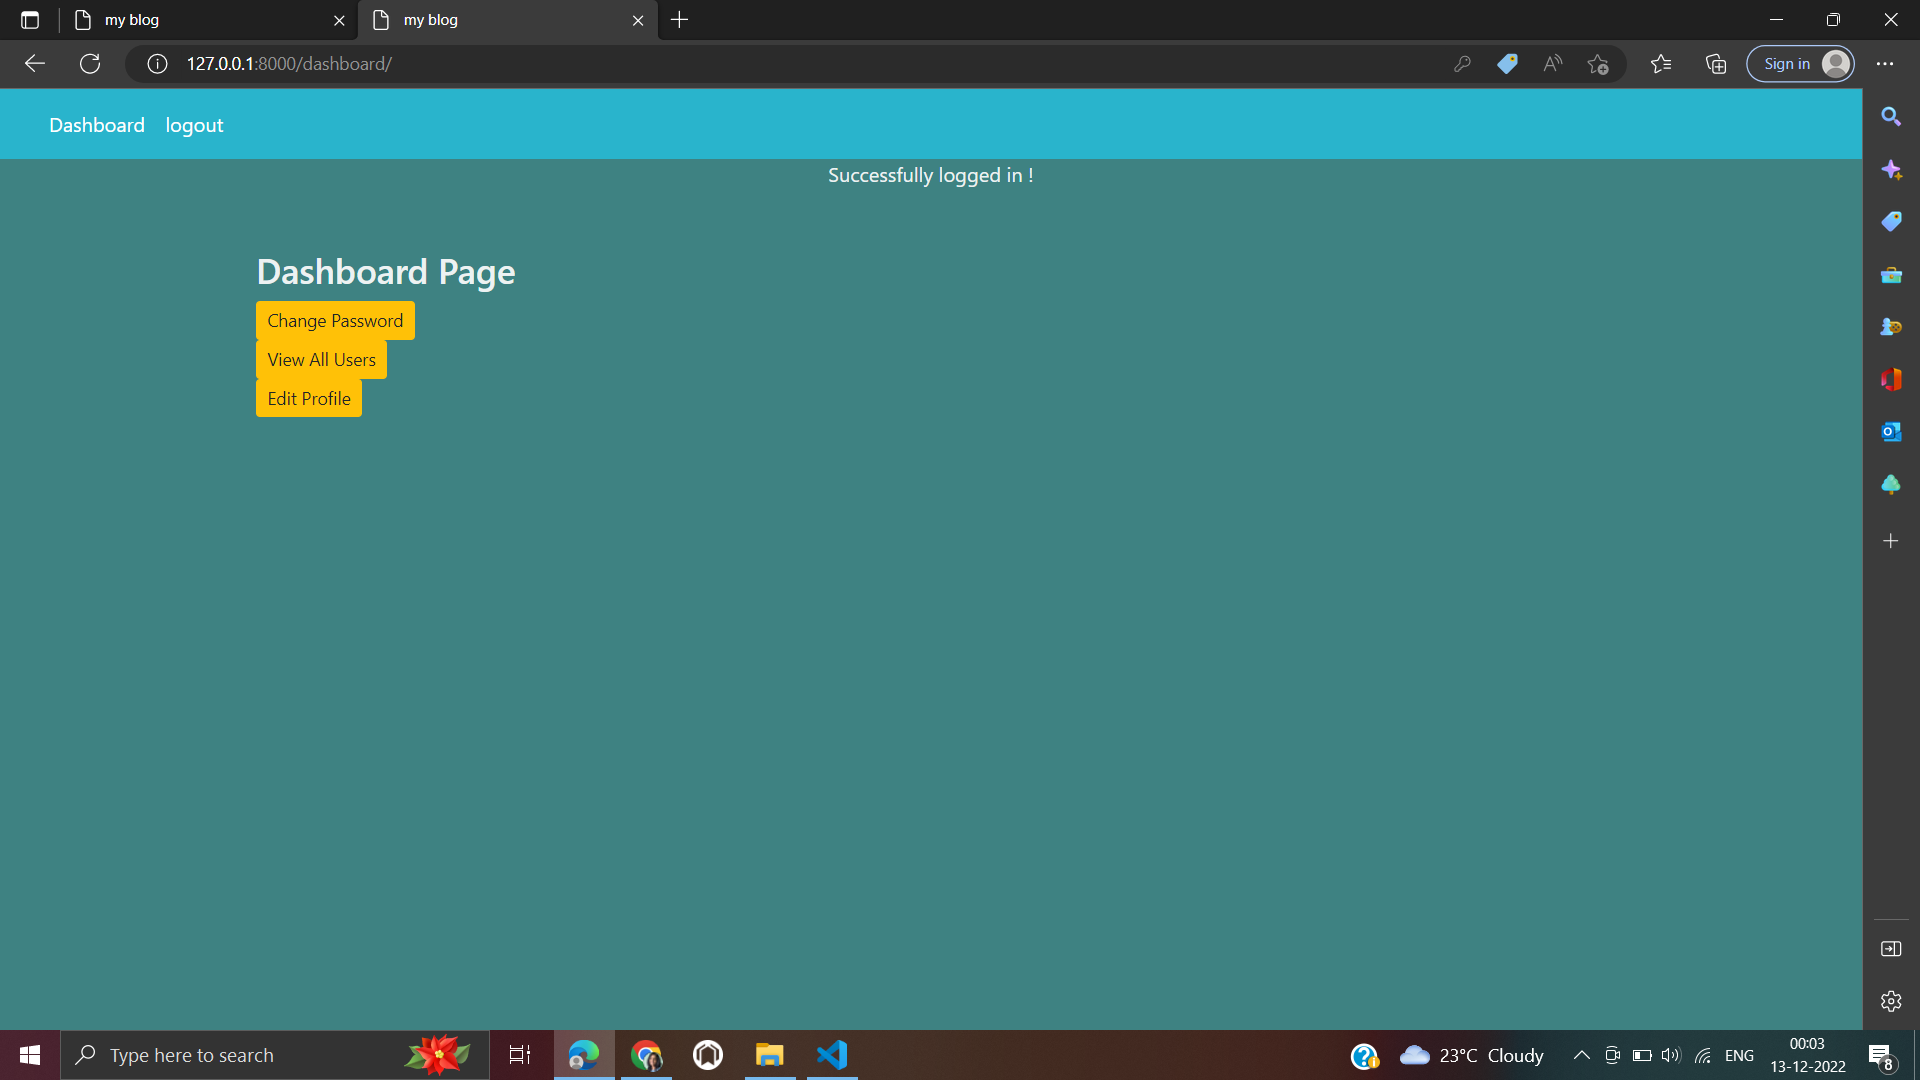 my blog
my blog
127.0.0.1:8000/dashboard/
Sign in
Dashboard logout
Successfully logged in !
Dashboard Page
Change Password
View All Users
Edit Profile
Type here to search
23°C Cloudy
ENG
00:03
13-12-2022
8